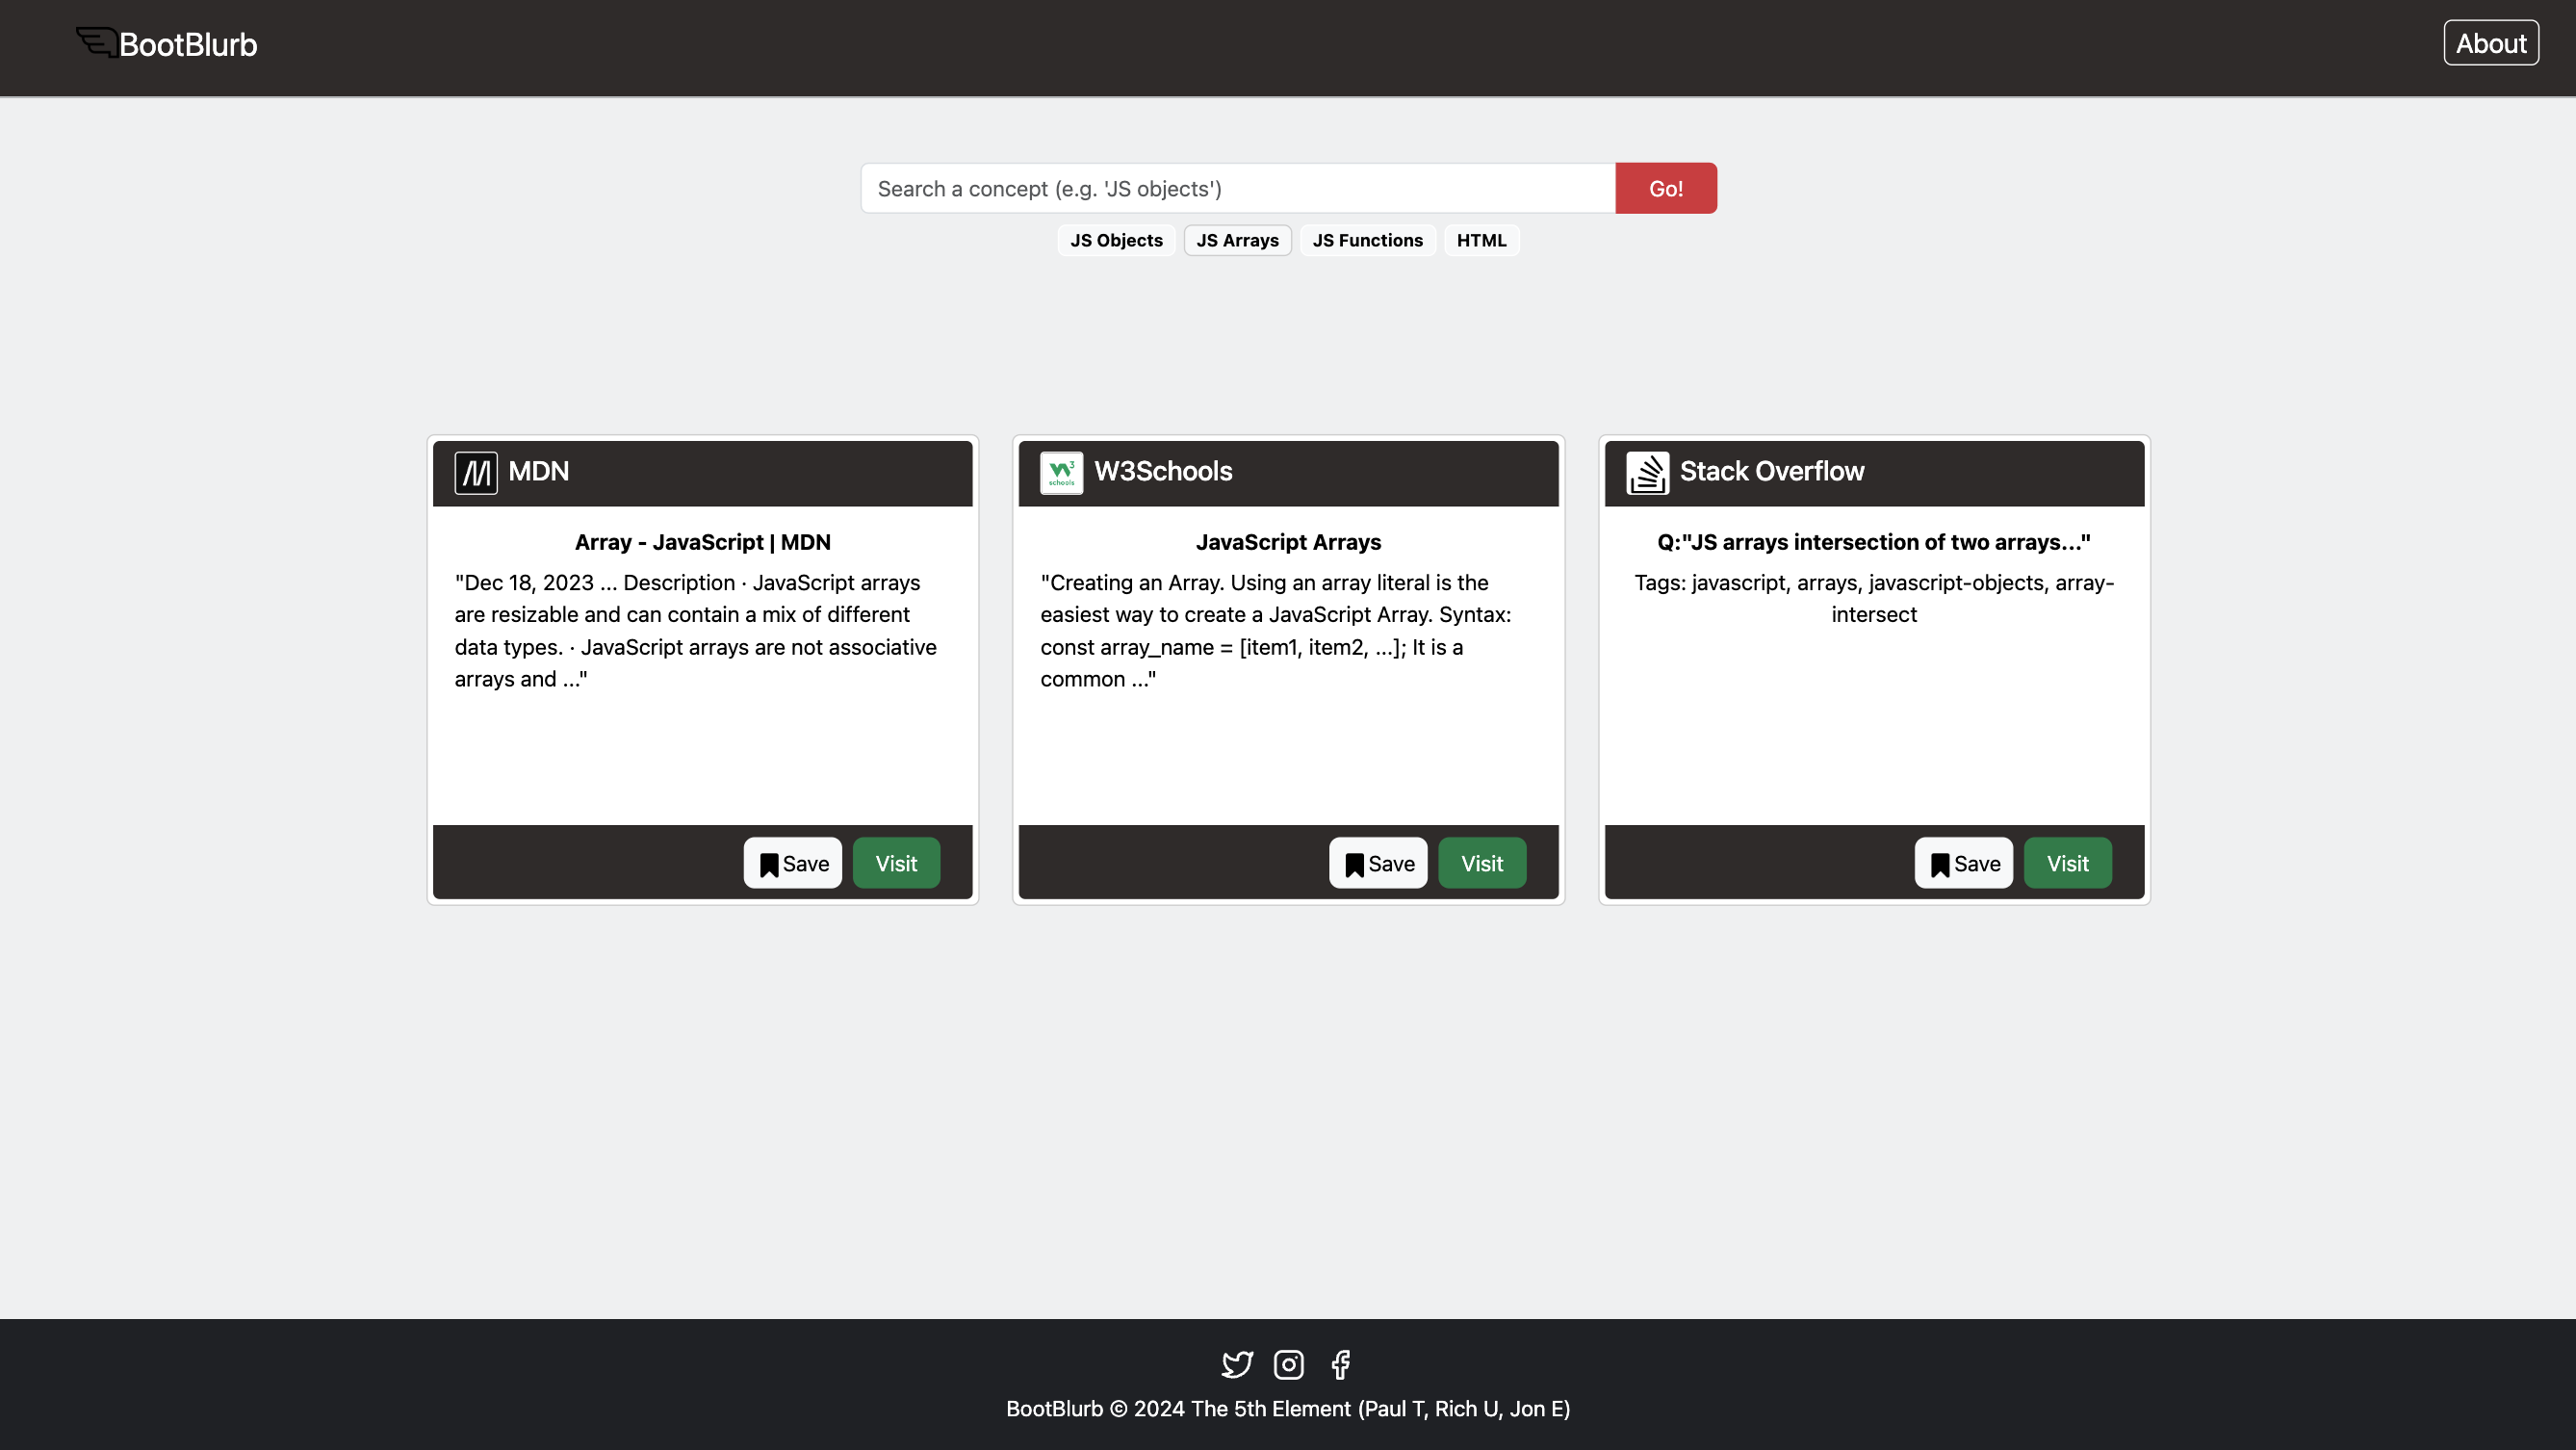 BootBlurb
About
Search a concept (e.g. 'JS objects')
Go!
JS Objects
JS Arrays
JS Functions
HTML
MDN
Array - JavaScript | MDN
"Dec 18, 2023 ... Description · JavaScript arrays
are resizable and can contain a mix of different
data types. · JavaScript arrays are not associative
arrays and ..."
Save
Visit
W3Schools
JavaScript Arrays
"Creating an Array. Using an array literal is the
easiest way to create a JavaScript Array. Syntax:
const array_name = [item1, item2, ...]; It is a
common ..."
Save
Visit
Stack Overflow
Q:"JS arrays intersection of two arrays..."
Tags: javascript, arrays, javascript-objects, array-
intersect
Save
Visit
BootBlurb © 2024 The 5th Element (Paul T, Rich U, Jon E)